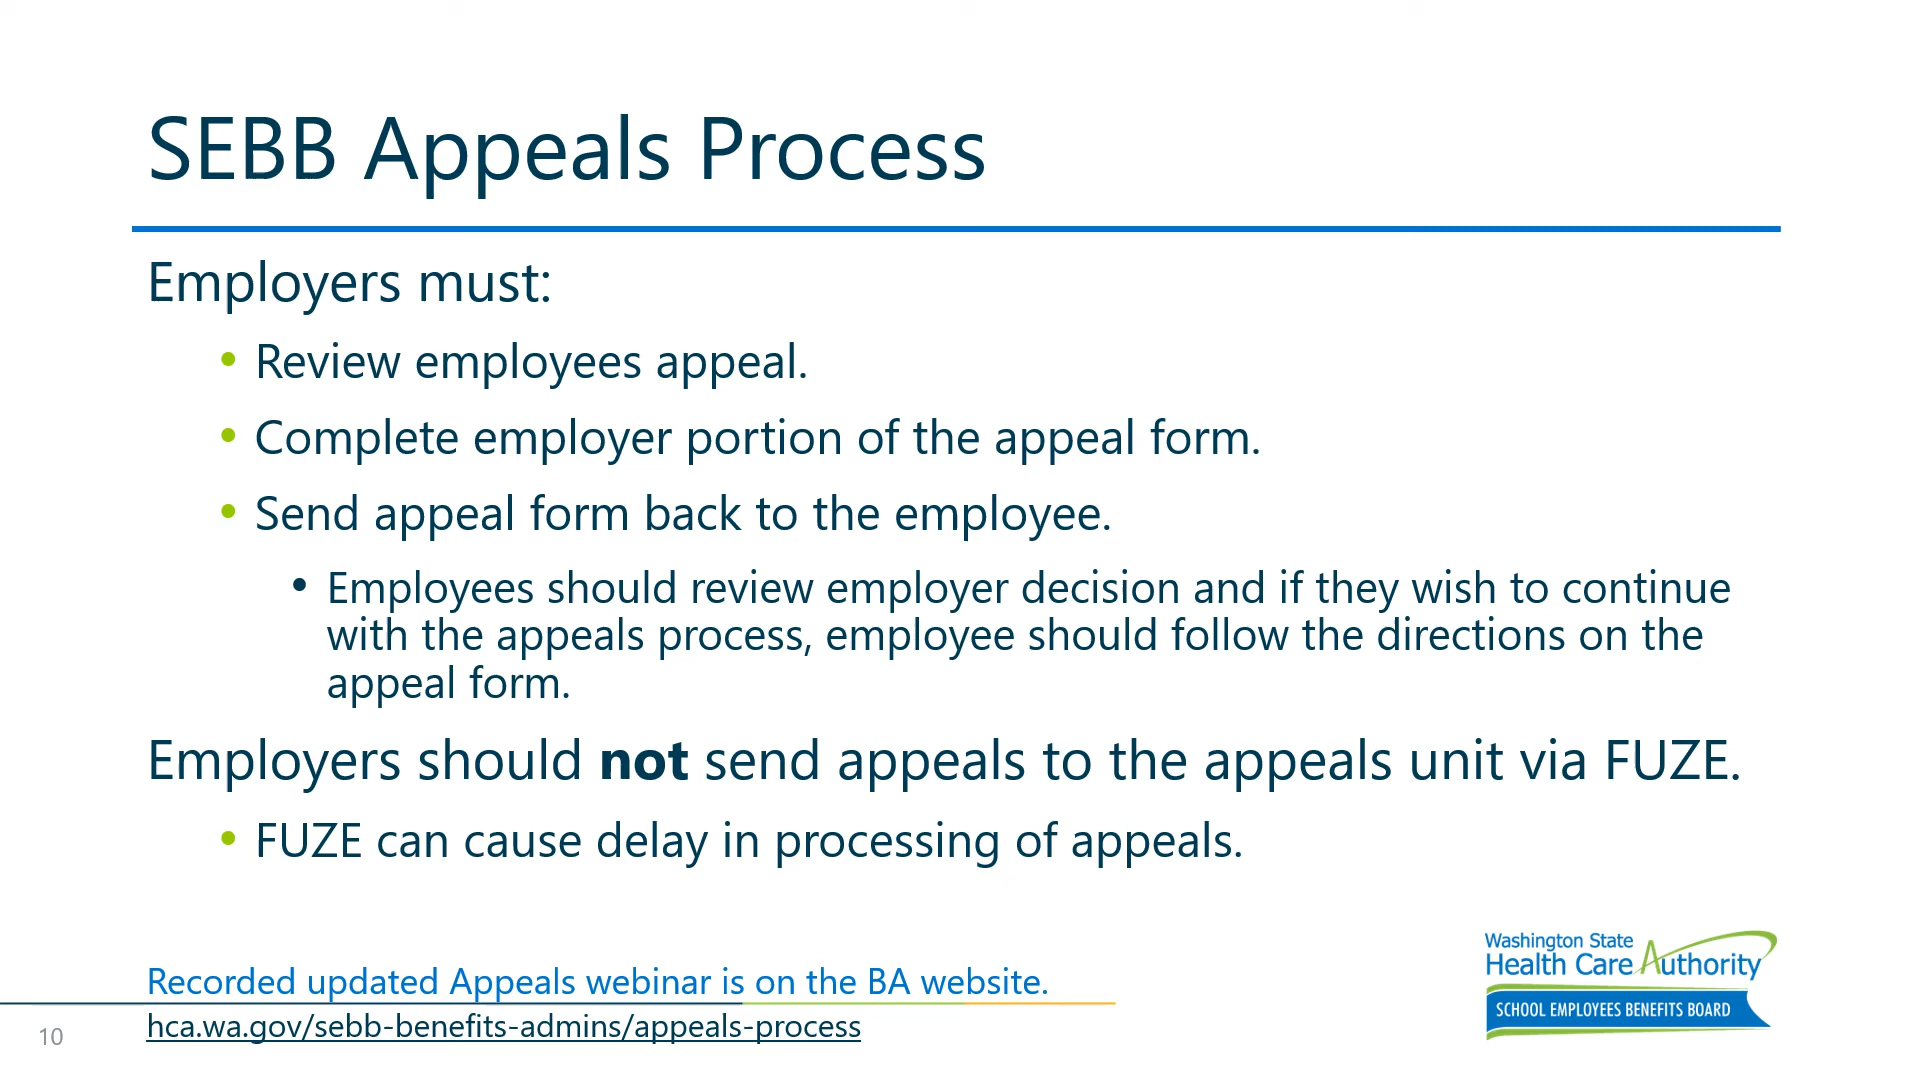 SEBB Appeals Process
Employers must:
• Review employees appeal.
• Complete employer portion of the appeal form.
• Send appeal form back to the employee.
• Employees should review employer decision and if they wish to continue
with the appeals process, employee should follow the directions on the
appeal form.
Employers should not send appeals to the appeals unit via FUZE.
• FUZE can cause delay in processing of appeals.
Recorded updated Appeals webinar is on the BA website.
hca.wa.gov/sebb-benefits-admins/appeals-process
10
Washington State
Health Care Authority
SCHOOL EMPLOYEES BENEFITS BOARD